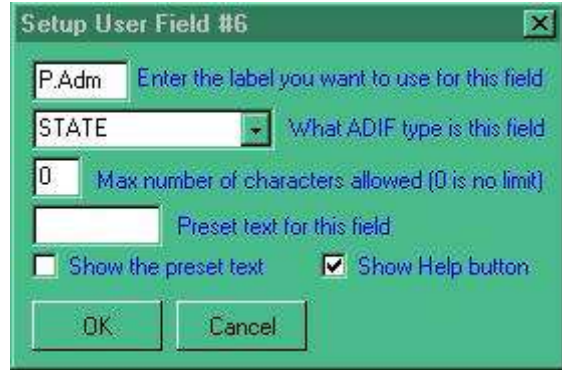 Setup User Field #6
P.Adm Enter the label you want to use for this field
STATE What ADIF type is this field
0 Max number of characters allowed (0 is no limit)
Preset text for this field
Show the preset text Show Help button
OK Cancel